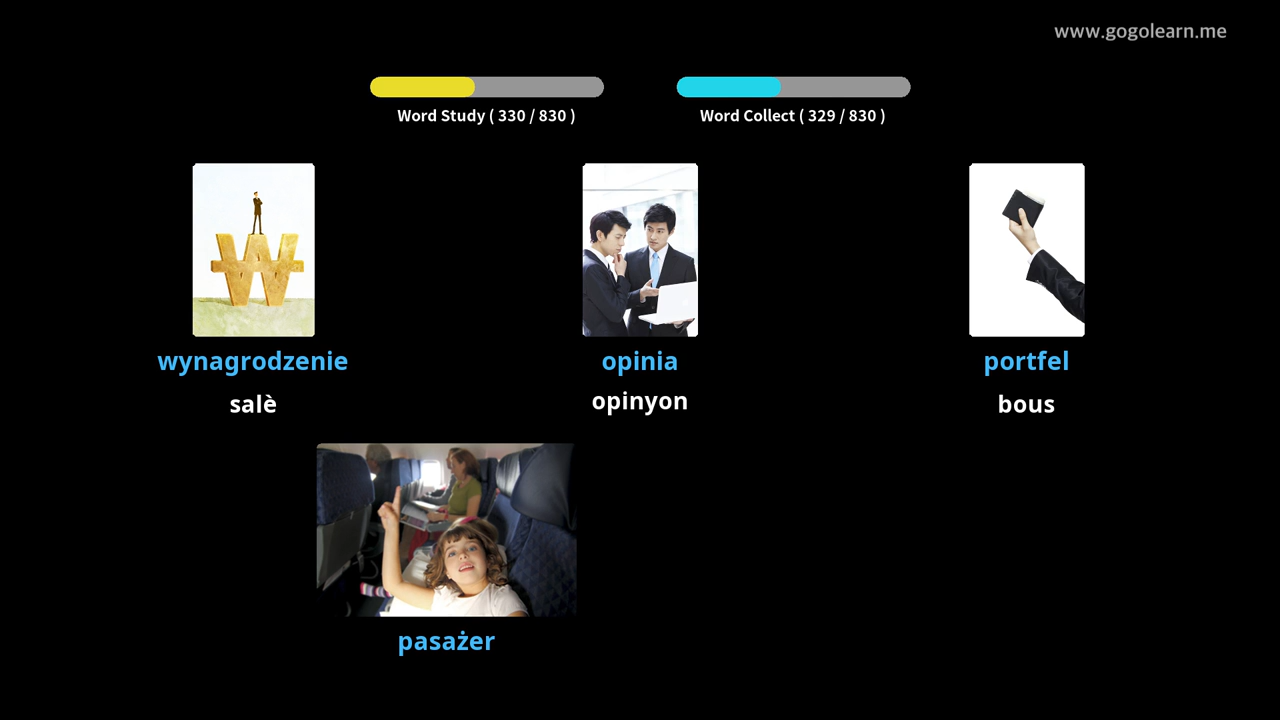 www.gogolearn.me
Word Study ( 330 / 830 )
Word Collect ( 329 / 830 )
wynagrodzenie
salè
opinia
opinyon
portfel
bous
pasażer